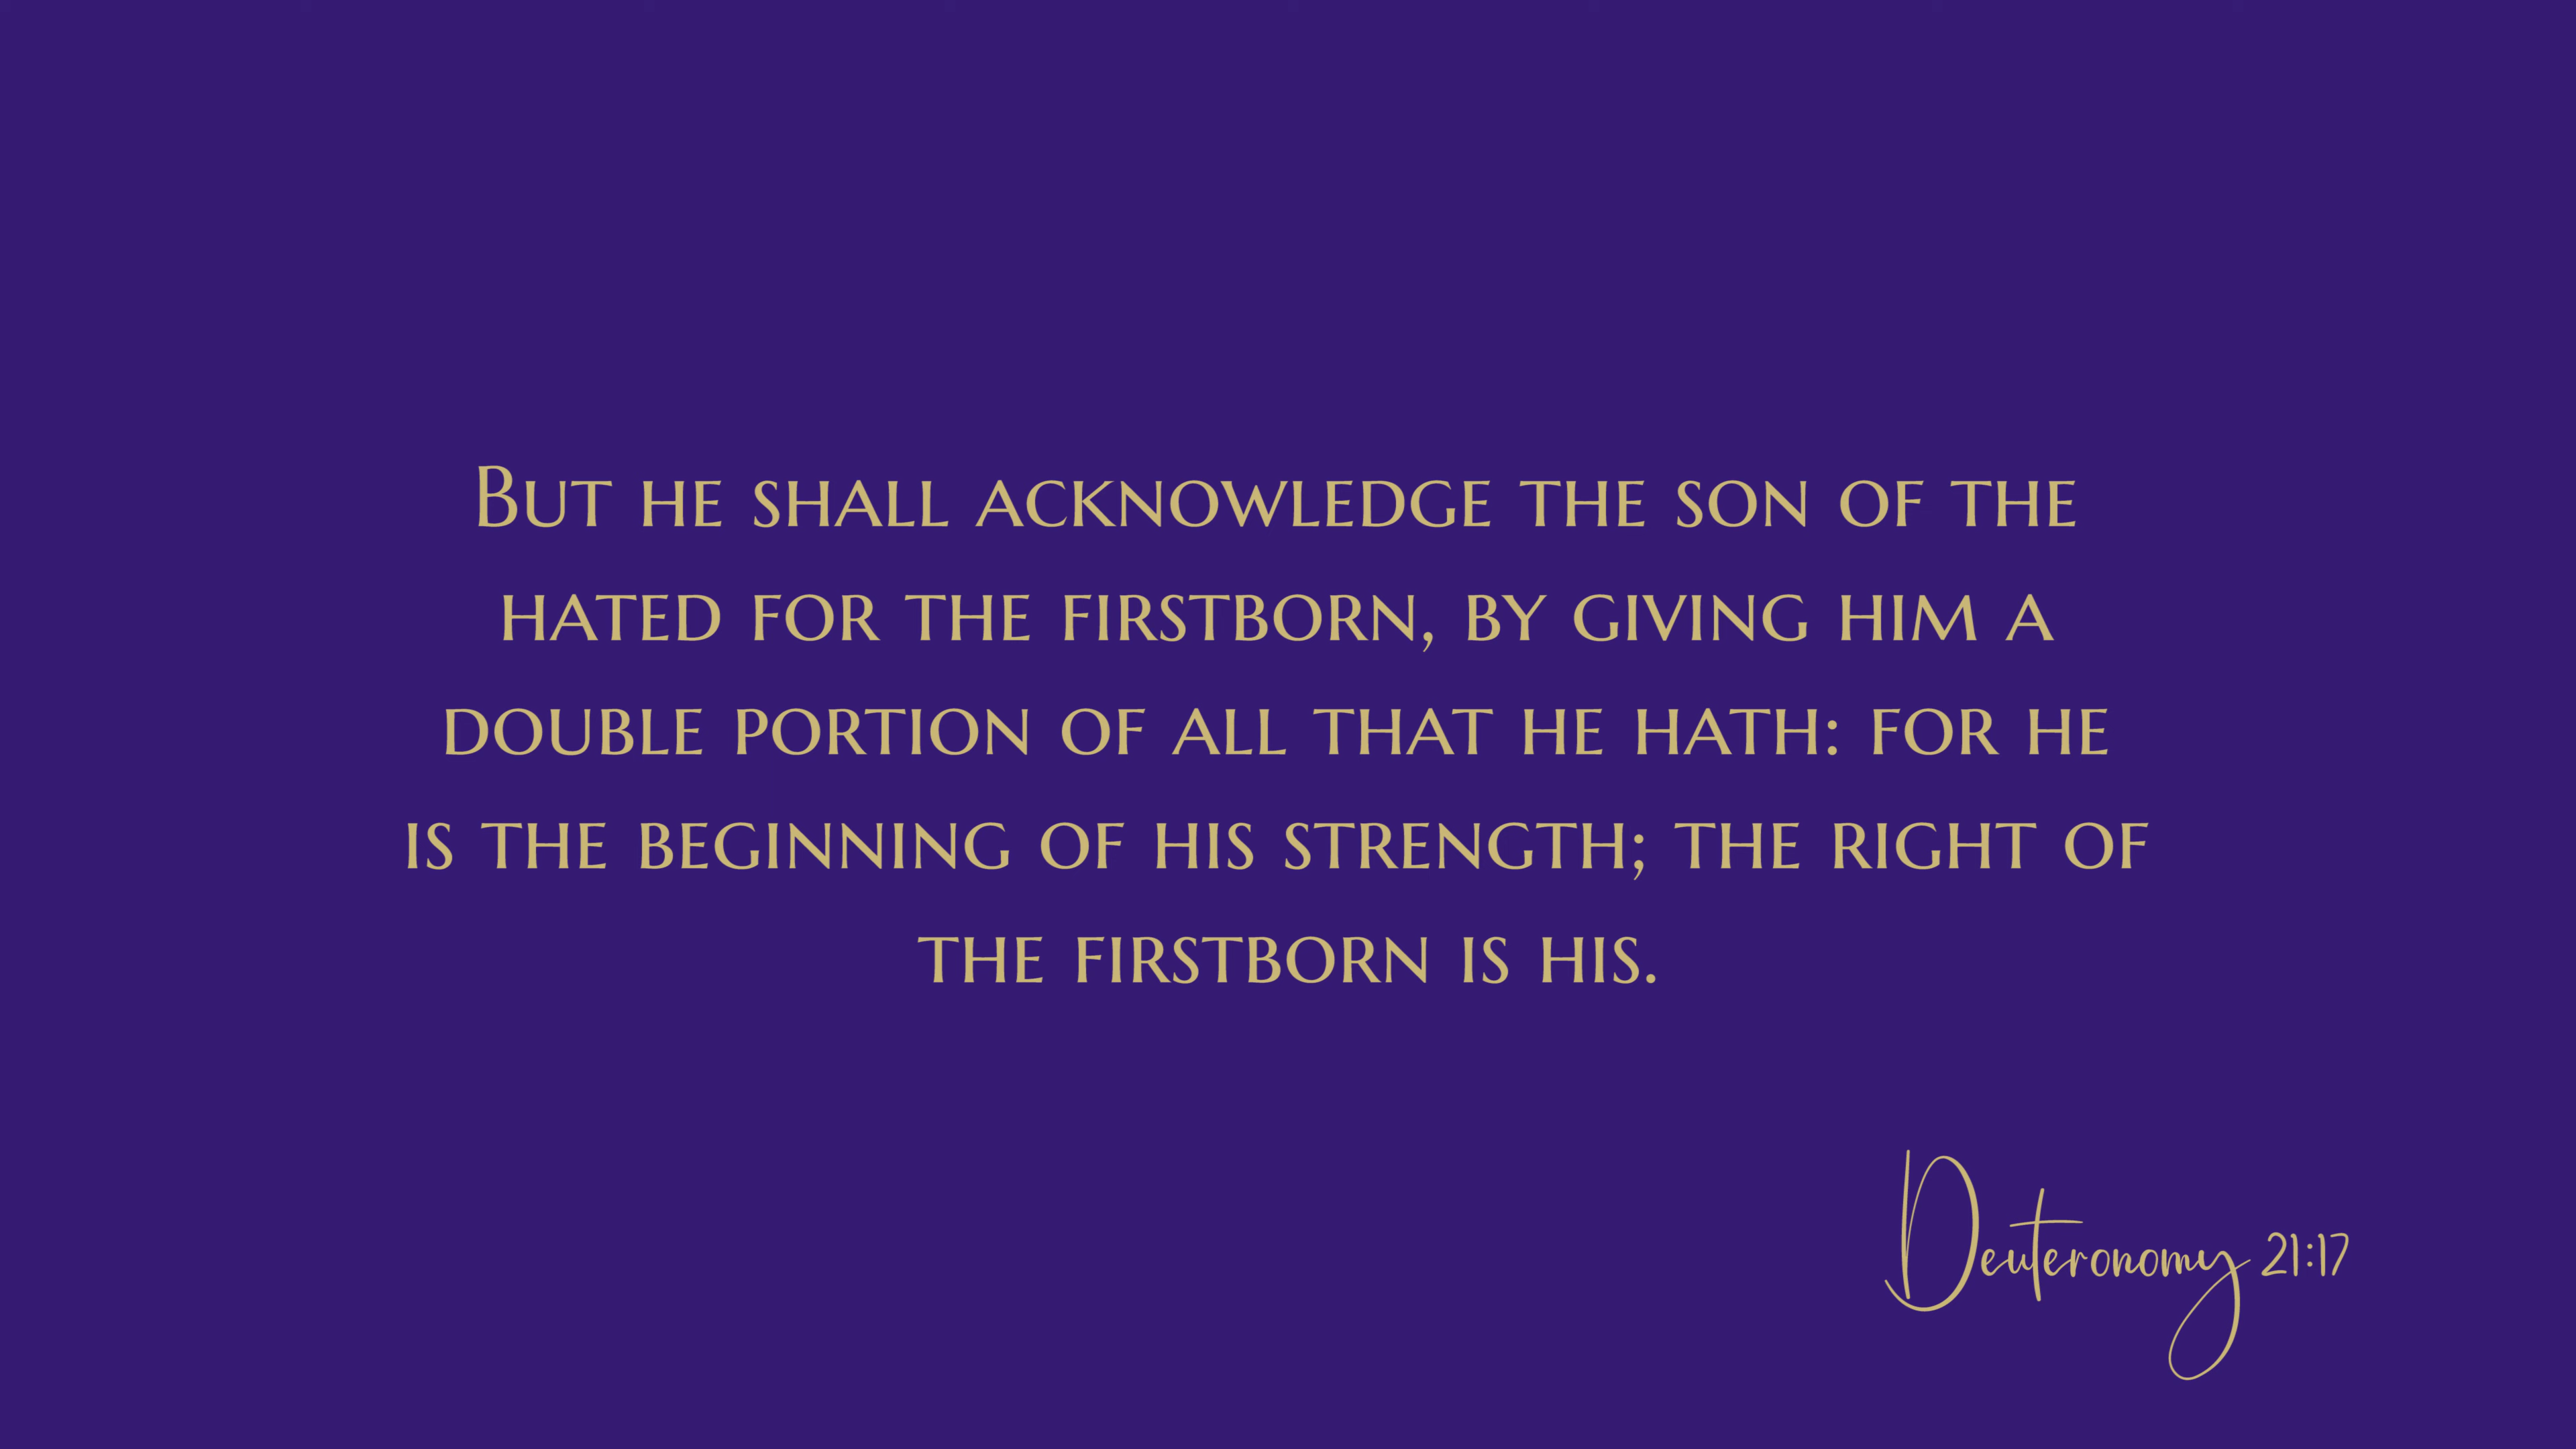 But he shall acknowledge the son of the
hated for the firstborn, by giving him a
double portion of all that he hath: for he
is the beginning of his strength; the right of
the firstborn is his.
Deuteronomy 21:17